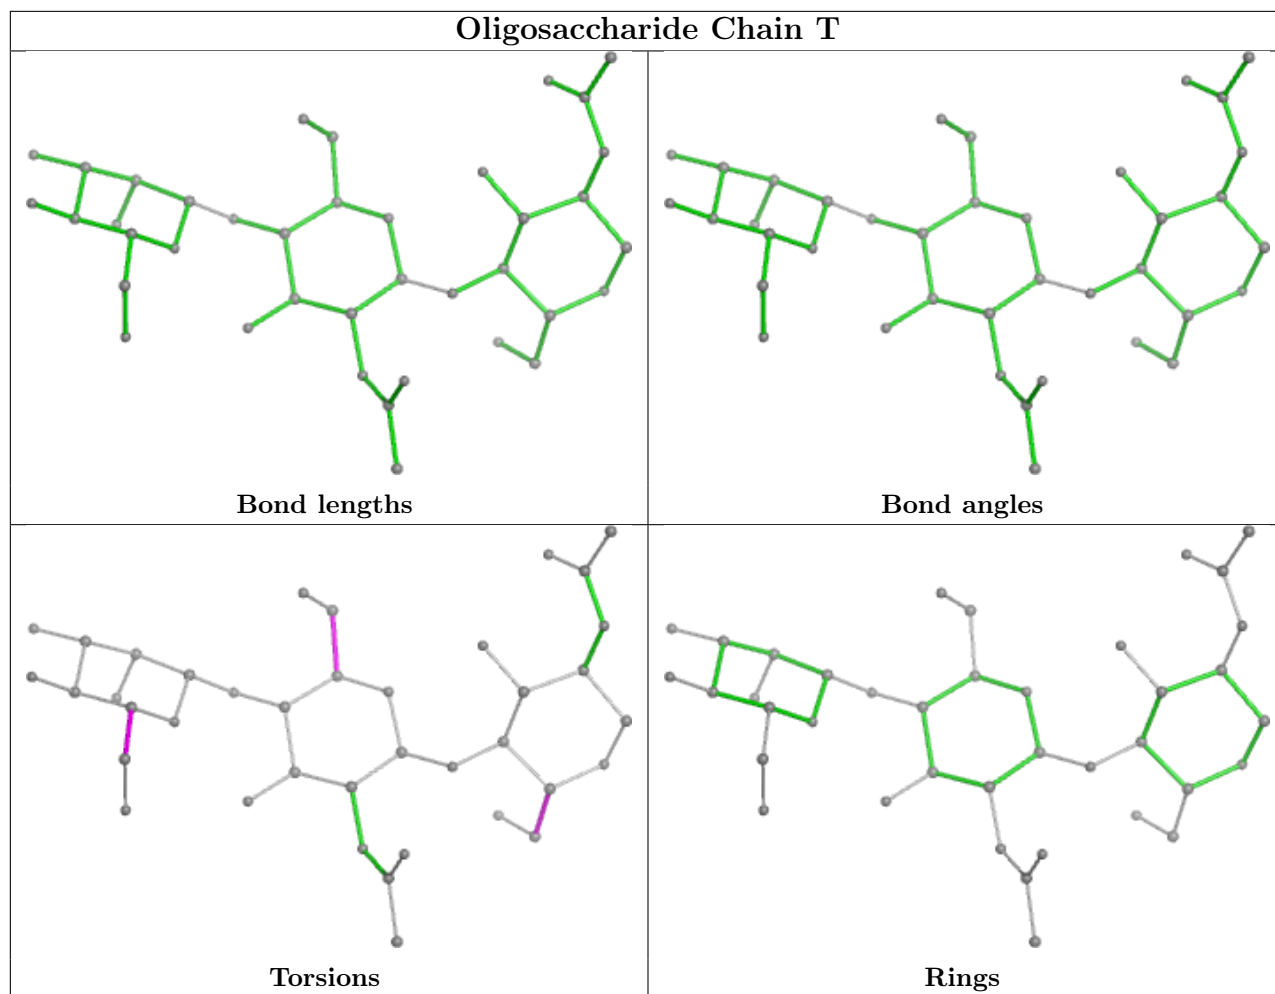 Oligosaccharide Chain T
Bond lengths
Bond angles
Torsions
Rings